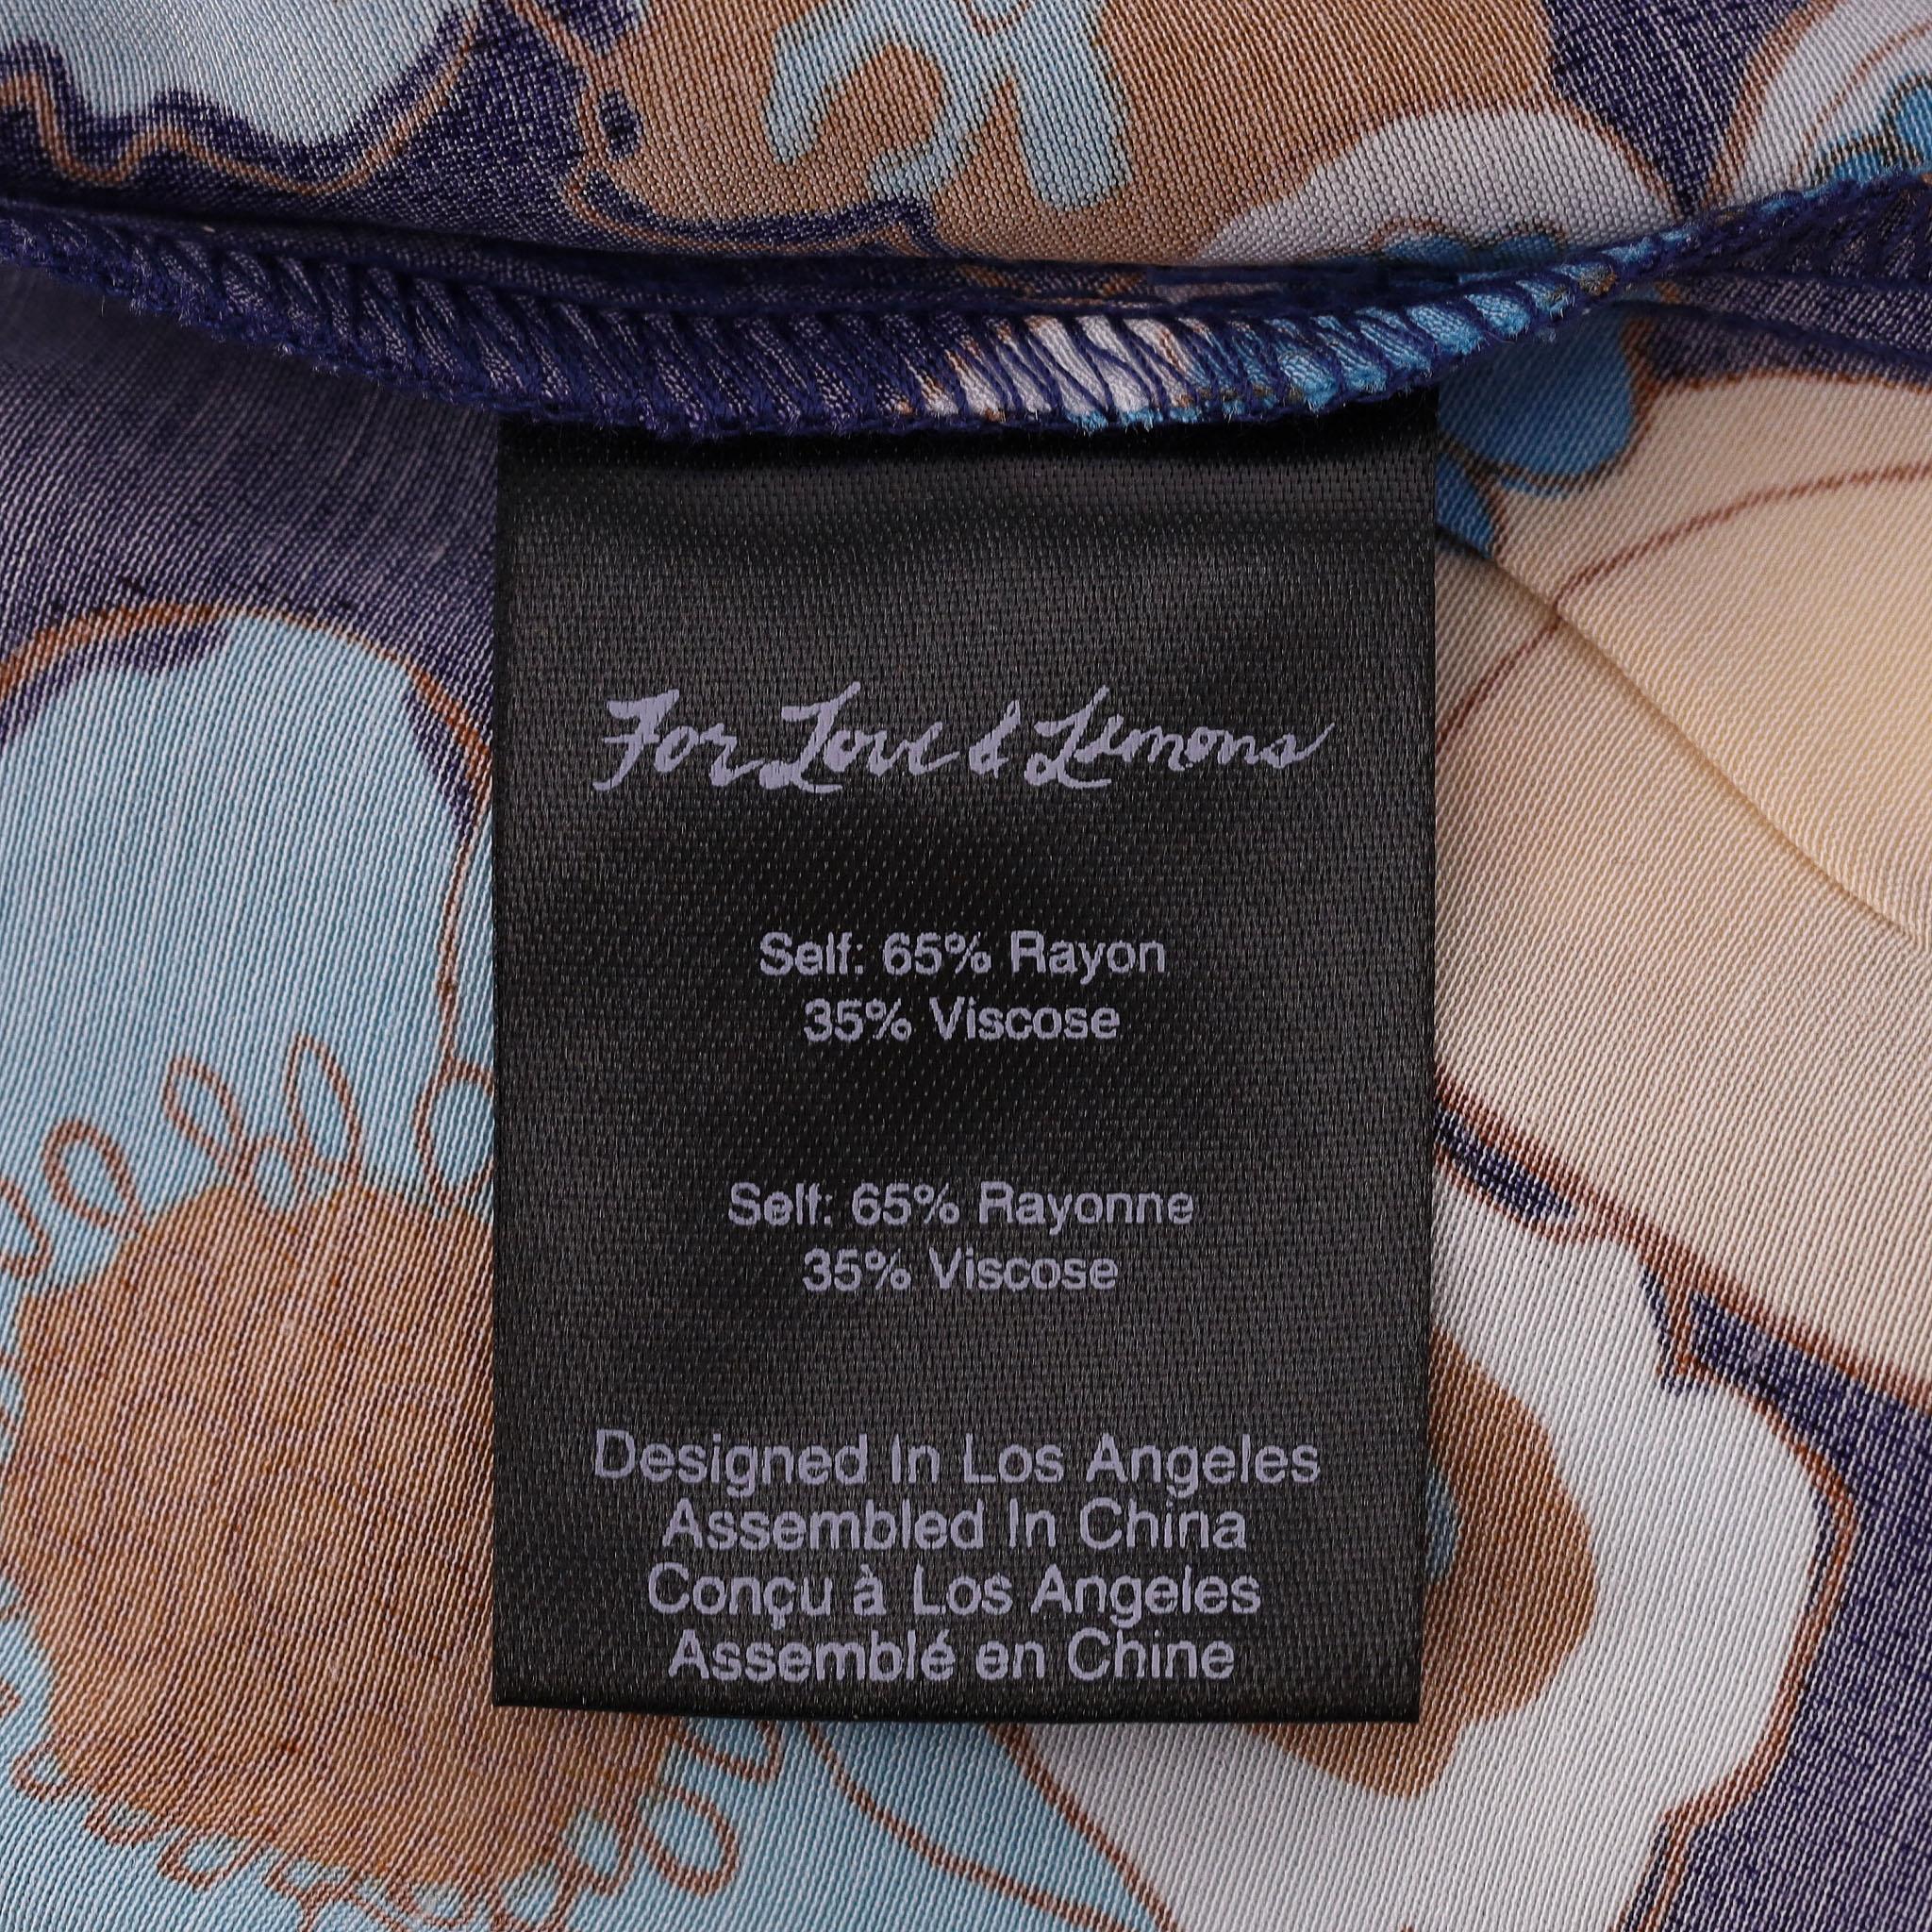 For Love & Lemons
Self: 65% Rayon
35% Viscose
Self: 65% Rayonne
35% Viscose
Designed In Los Angeles
Assembled In China
Conçu à Los Angeles
Assemblé en Chine